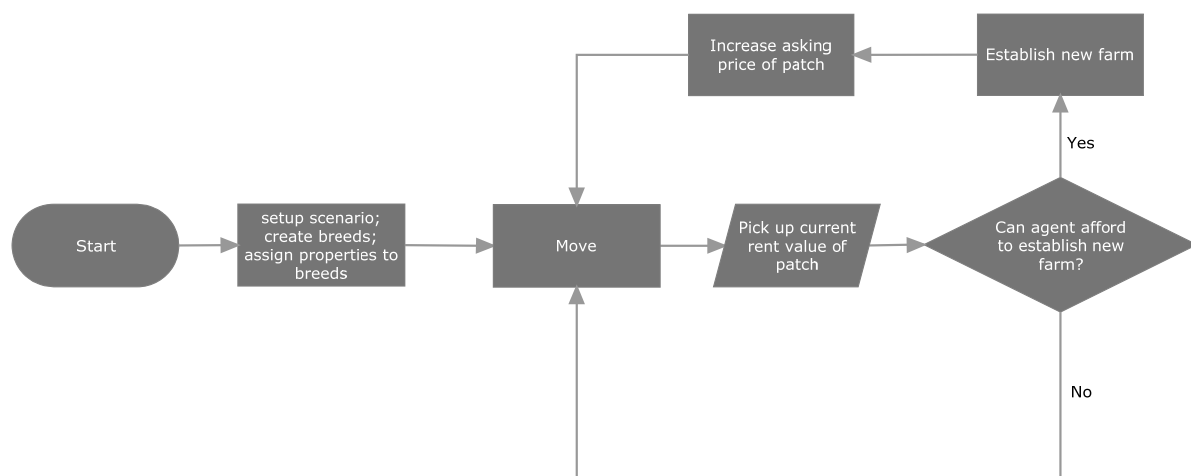 Increase asking
price of patch
Establish new farm
Yes
Start
setup scenario;
create breeds;
assign properties to
breeds
Move
Pick up current
rent value of
patch
Can agent afford
to establish new
farm?
No